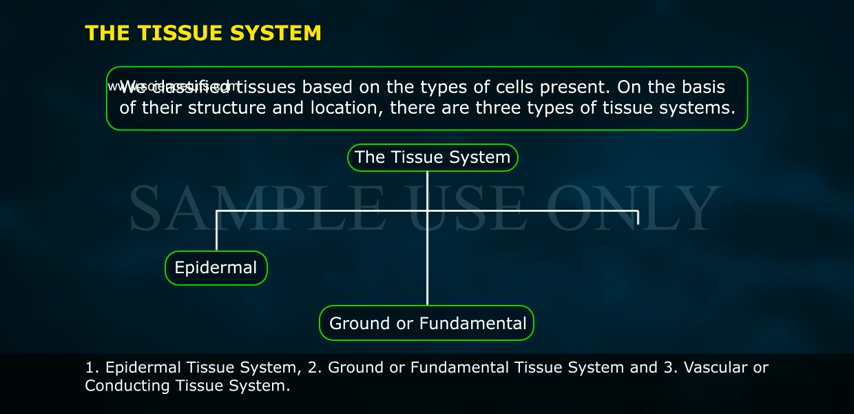 THE TISSUE SYSTEM
We classified tissues based on the types of cells present. On the basis
of their structure and location, there are three types of tissue systems.
The Tissue System
SAMPLE USE ONLY
Epidermal
Ground or Fundamental
1. Epidermal Tissue System, 2. Ground or Fundamental Tissue System and 3. Vascular or
Conducting Tissue System.